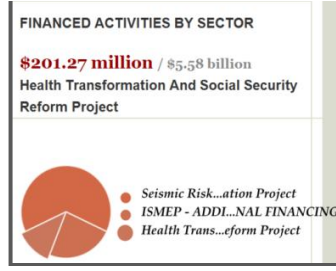 FINANCED ACTIVITIES BY SECTOR
$201.27 million / $5.58 billion
Health Transformation And Social Security
Reform Project
Seismic Risk...ation Project
ISMEP - ADDI...NAL FINANCING
Health Trans...eform Project